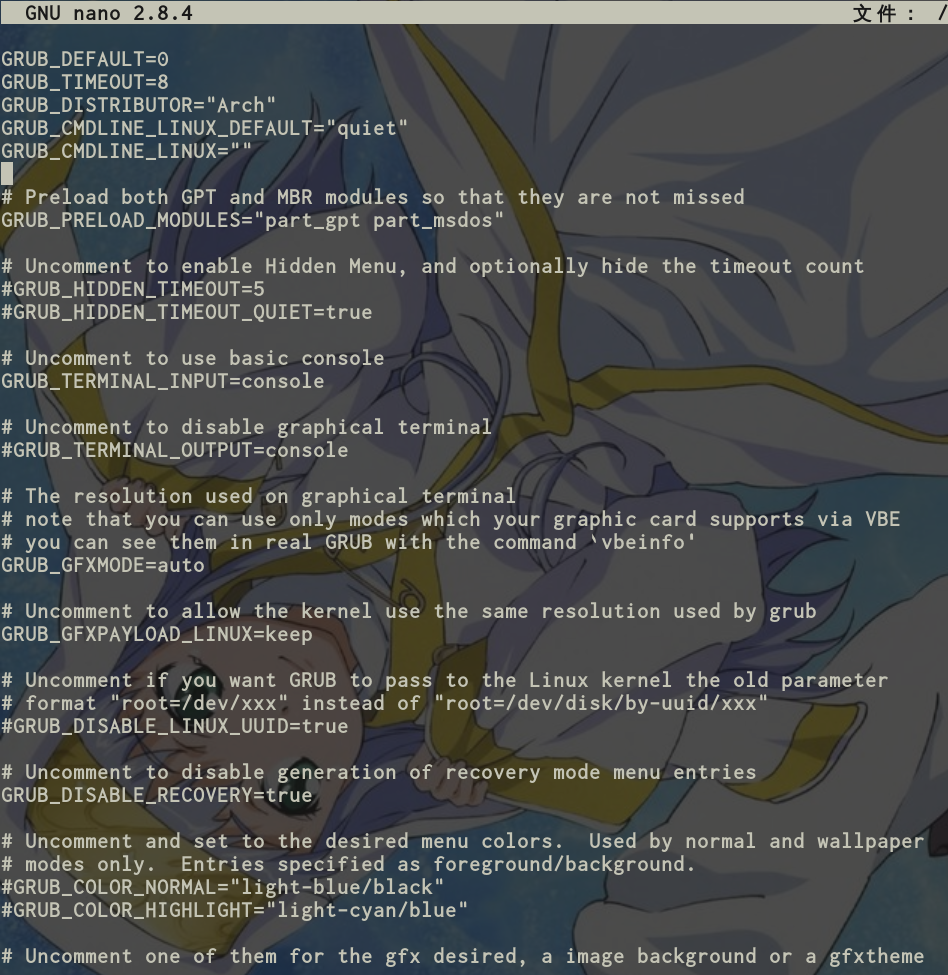 GNU nano 2.8.4 文件： /
GRUB_DEFAULT=0
GRUB_TIMEOUT=8
GRUB_DISTRIBUTOR="Arch"
GRUB_CMDLINE_LINUX_DEFAULT="quiet"
GRUB_CMDLINE_LINUX=""
# Preload both GPT and MBR modules so that they are not missed
GRUB_PRELOAD_MODULES="part_gpt part_msdos"
# Uncomment to enable Hidden Menu, and optionally hide the timeout count
#GRUB_HIDDEN_TIMEOUT=5
#GRUB_HIDDEN_TIMEOUT_QUIET=true
# Uncomment to use basic console
GRUB_TERMINAL_INPUT=console
# Uncomment to disable graphical terminal
#GRUB_TERMINAL_OUTPUT=console
# The resolution used on graphical terminal
# note that you can use only modes which your graphic card supports via VBE
# you can see them in real GRUB with the command `vbeinfo'
GRUB_GFXMODE=auto
# Uncomment to allow the kernel use the same resolution used by grub
GRUB_GFXPAYLOAD_LINUX=keep
# Uncomment if you want GRUB to pass to the Linux kernel the old parameter
# format "root=/dev/xxx" instead of "root=/dev/disk/by-uuid/xxx"
#GRUB_DISABLE_LINUX_UUID=true
# Uncomment to disable generation of recovery mode menu entries
GRUB_DISABLE_RECOVERY=true
# Uncomment and set to the desired menu colors.  Used by normal and wallpaper
# modes only.  Entries specified as foreground/background.
#GRUB_COLOR_NORMAL="light-blue/black"
#GRUB_COLOR_HIGHLIGHT="light-cyan/blue"
# Uncomment one of them for the gfx desired, a image background or a gfxtheme